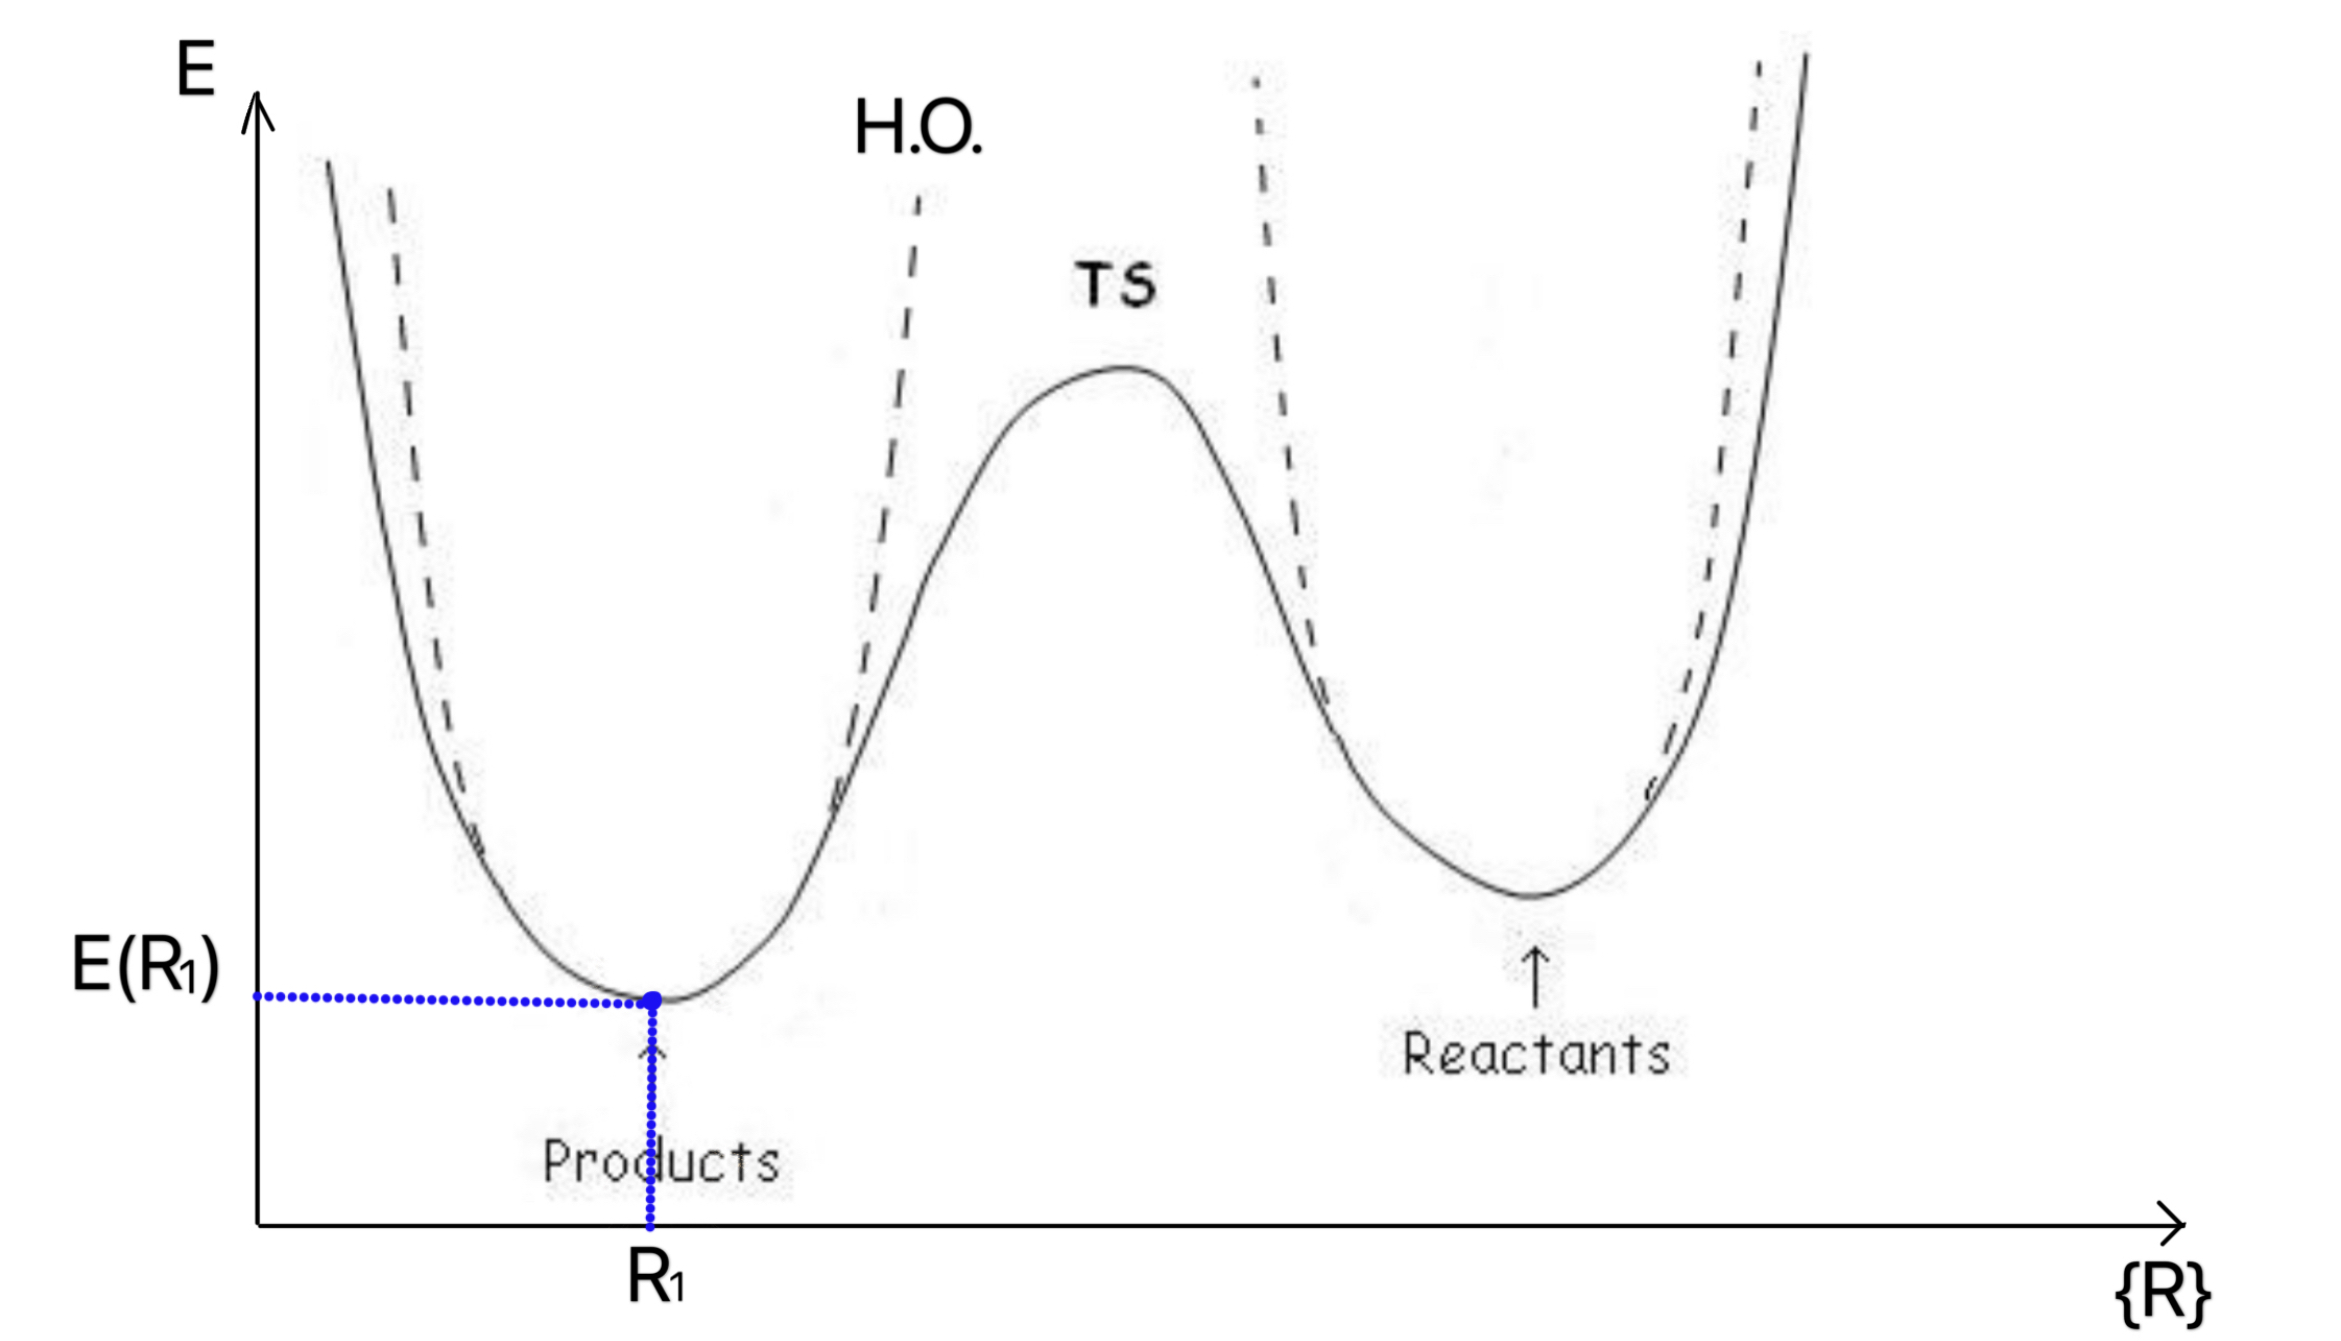 E
H.O.
TS
E(R₁)
Reactants
Products
R₁
{R}